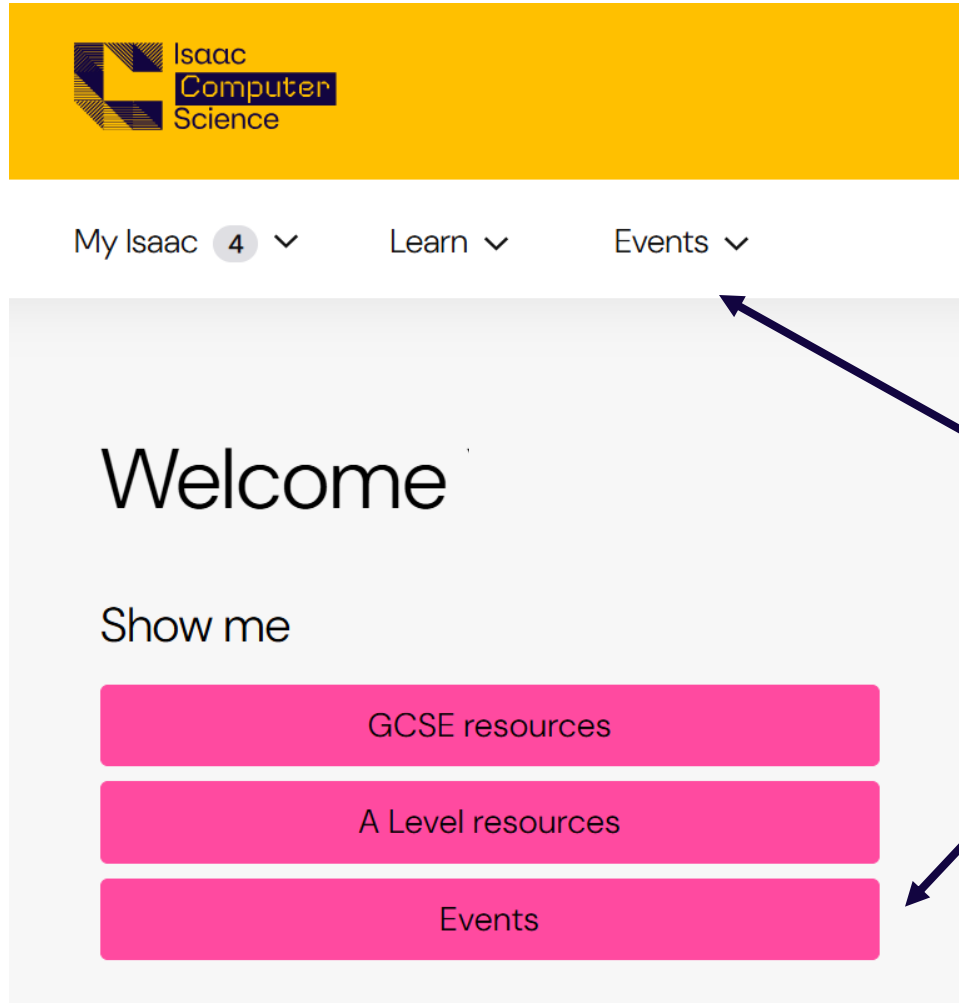 Isaac
Computer
Science
My Isaac 4 Learn Events
Welcome
Show me
GCSE resources
A Level resources
Events